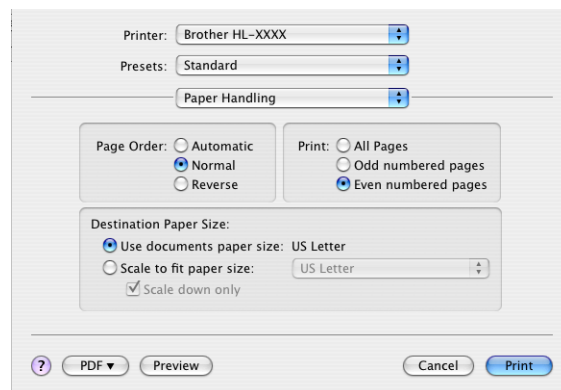 Printer: Brother HL-XXXX
Presets: Standard
Paper Handling
Page Order: Automatic
Normal
Reverse
Print: All Pages
Odd numbered pages
Even numbered pages
Destination Paper Size:
Use documents paper size: US Letter
Scale to fit paper size: US Letter
Scale down only
? PDF ▼ Preview Cancel Print